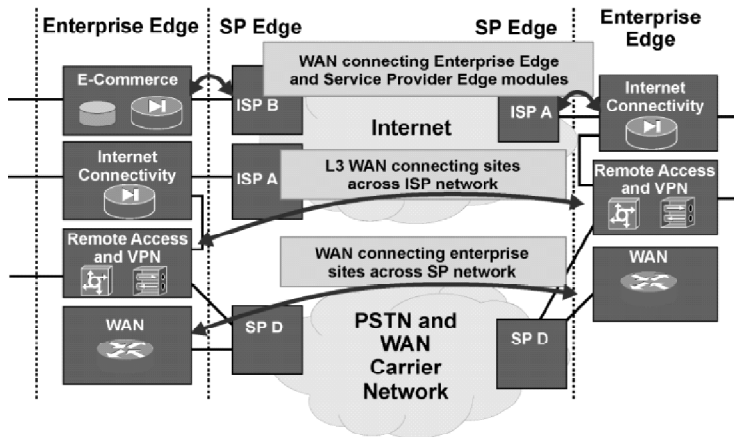 Enterprise Edge
SP Edge
SP Edge
Enterprise
Edge
E-Commerce
ISP B
WAN connecting Enterprise Edge
and Service Provider Edge modules
ISP A
Internet
Connectivity
Internet
Internet
Connectivity
ISP A
L3 WAN connecting sites
across ISP network
Remote Access
and VPN
Remote Access
and VPN
WAN connecting enterprise
sites across SP network
WAN
WAN
SP D
PSTN and
WAN
Carrier
Network
SP D